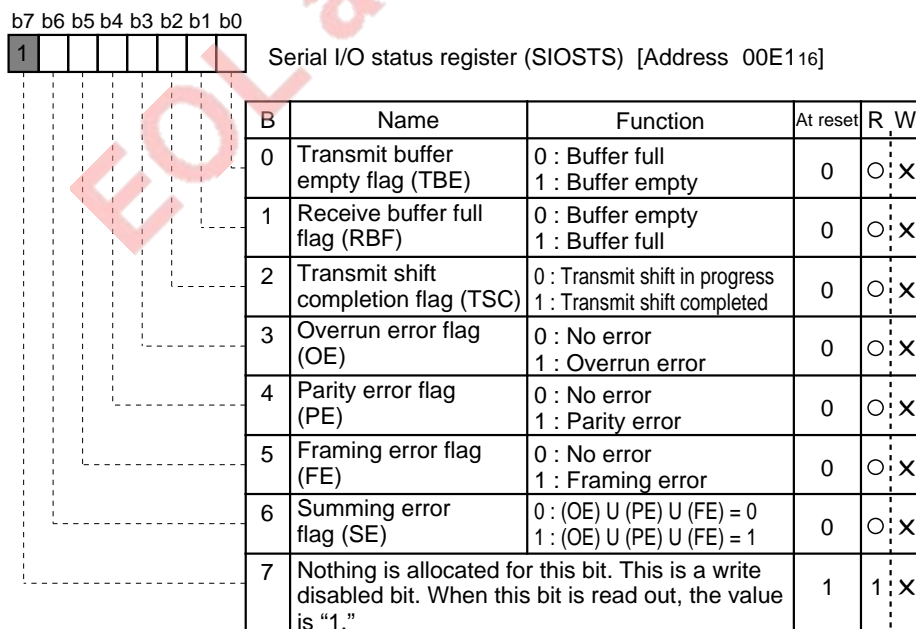 b7 b6 b5 b4 b3 b2 b1 b0
1
Serial I/O status register (SIOSTS) [Address 00E116]
B Name Function At reset R W
0 Transmit buffer empty flag (TBE) 0 : Buffer full 1 : Buffer empty 0 ○ ×
1 Receive buffer full flag (RBF) 0 : Buffer empty 1 : Buffer full 0 ○ ×
2 Transmit shift completion flag (TSC) 0 : Transmit shift in progress 1 : Transmit shift completed 0 ○ ×
3 Overrun error flag (OE) 0 : No error 1 : Overrun error 0 ○ ×
4 Parity error flag (PE) 0 : No error 1 : Parity error 0 ○ ×
5 Framing error flag (FE) 0 : No error 1 : Framing error 0 ○ ×
6 Summing error flag (SE) 0 : (OE) U (PE) U (FE) = 0 1 : (OE) U (PE) U (FE) = 1 0 ○ ×
7 Nothing is allocated for this bit. This is a write disabled bit. When this bit is read out, the value is “1.” 1 1 ×
EOL a